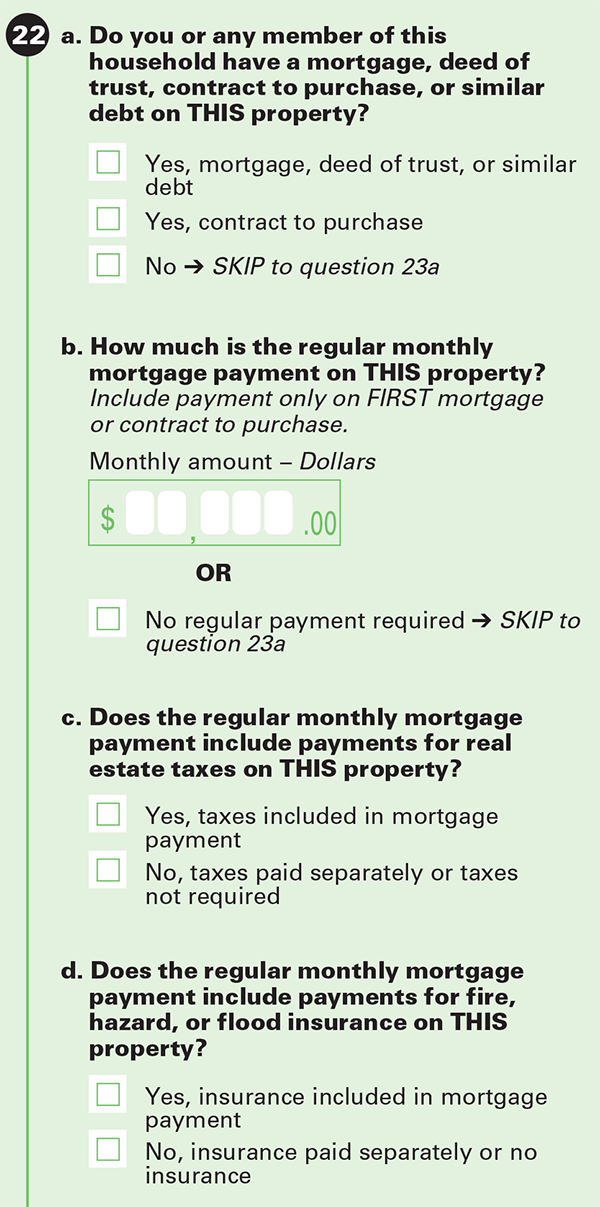 22 a. Do you or any member of this
household have a mortgage, deed of
trust, contract to purchase, or similar
debt on THIS property?
Yes, mortgage, deed of trust, or similar
debt
Yes, contract to purchase
No ➔ SKIP to question 23a
b. How much is the regular monthly
mortgage payment on THIS property?
Include payment only on FIRST mortgage
or contract to purchase.
Monthly amount – Dollars
$ , .00
OR
No regular payment required ➔ SKIP to
question 23a
c. Does the regular monthly mortgage
payment include payments for real
estate taxes on THIS property?
Yes, taxes included in mortgage
payment
No, taxes paid separately or taxes
not required
d. Does the regular monthly mortgage
payment include payments for fire,
hazard, or flood insurance on THIS
property?
Yes, insurance included in mortgage
payment
No, insurance paid separately or no
insurance